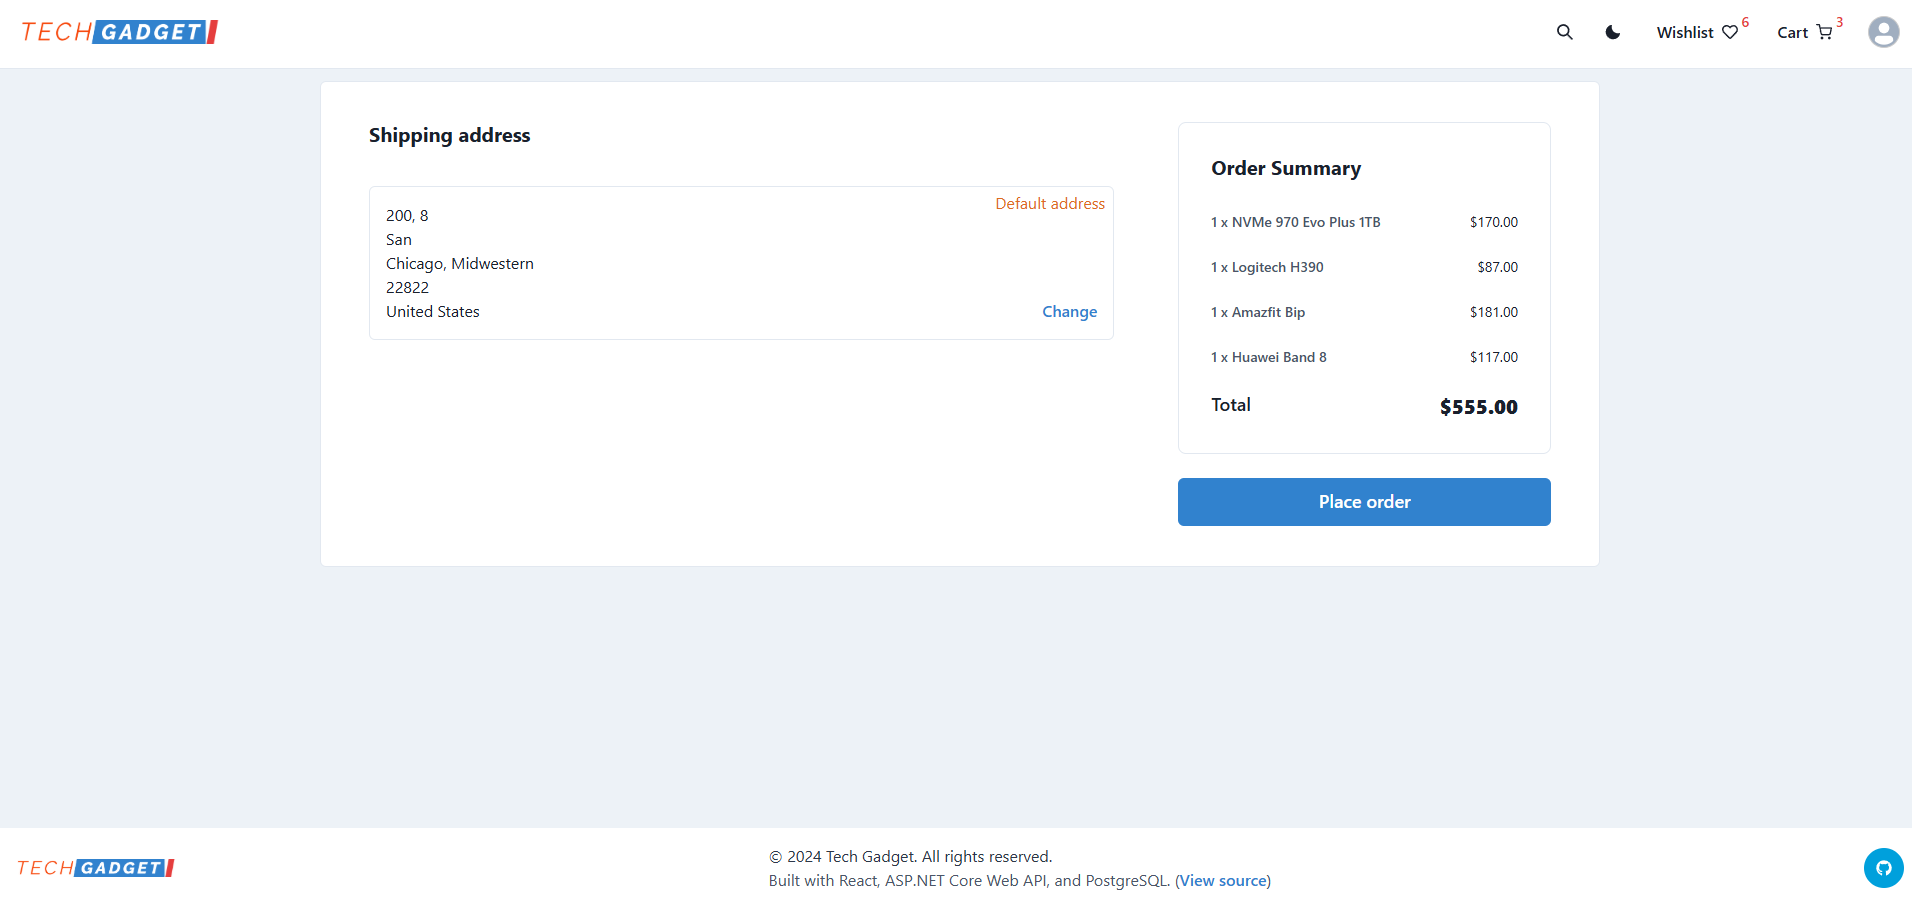 TECH GADGET
Wishlist 6
Cart 3
Shipping address
Default address
200, 8
San
Chicago, Midwestern
22822
United States
Change
Order Summary
1 x NVMe 970 Evo Plus 1TB $170.00
1 x Logitech H390 $87.00
1 x Amazfit Bip $181.00
1 x Huawei Band 8 $117.00
Total $555.00
Place order
TECH GADGET
© 2024 Tech Gadget. All rights reserved.
Built with React, ASP.NET Core Web API, and PostgreSQL. (View source)